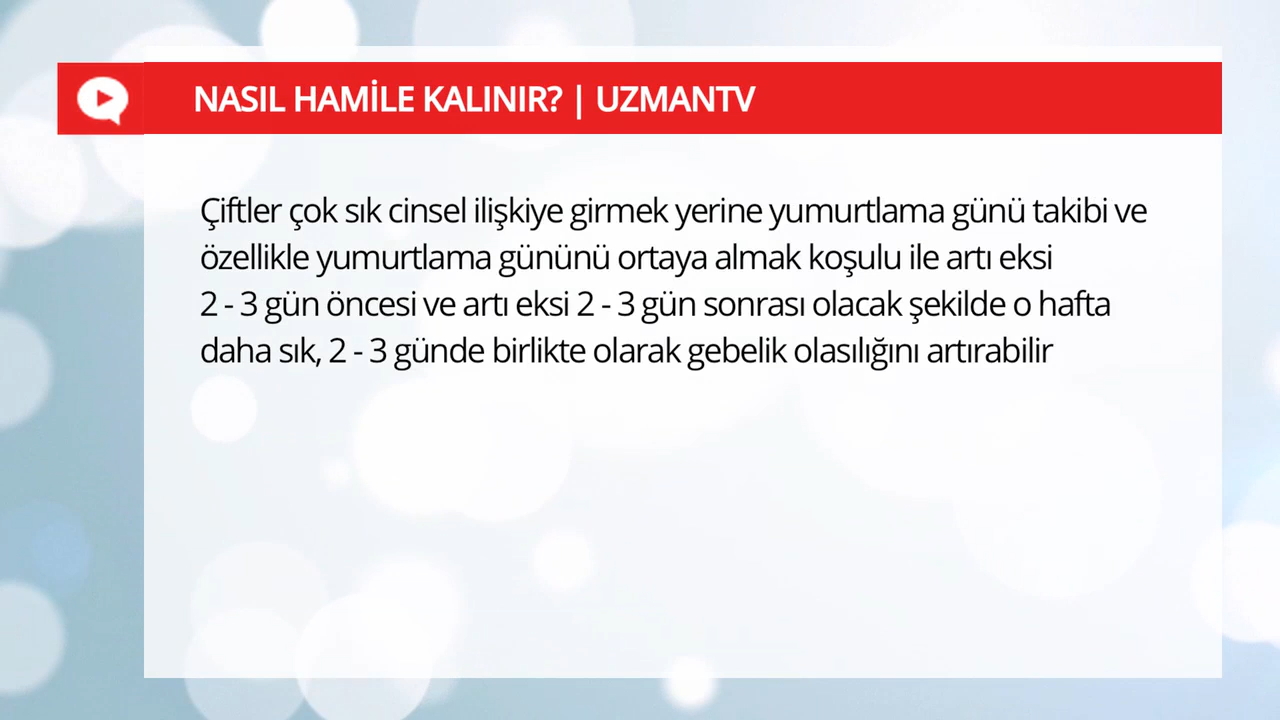 NASIL HAMİLE KALINIR? | UZMANTV
Çiftler çok sık cinsel ilişkiye girmek yerine yumurtlama günü takibi ve
özellikle yumurtlama gününü ortaya almak koşulu ile artı eksi
2 - 3 gün öncesi ve artı eksi 2 - 3 gün sonrası olacak şekilde o hafta
daha sık, 2 - 3 günde birlikte olarak gebelik olasılığını artırabilir